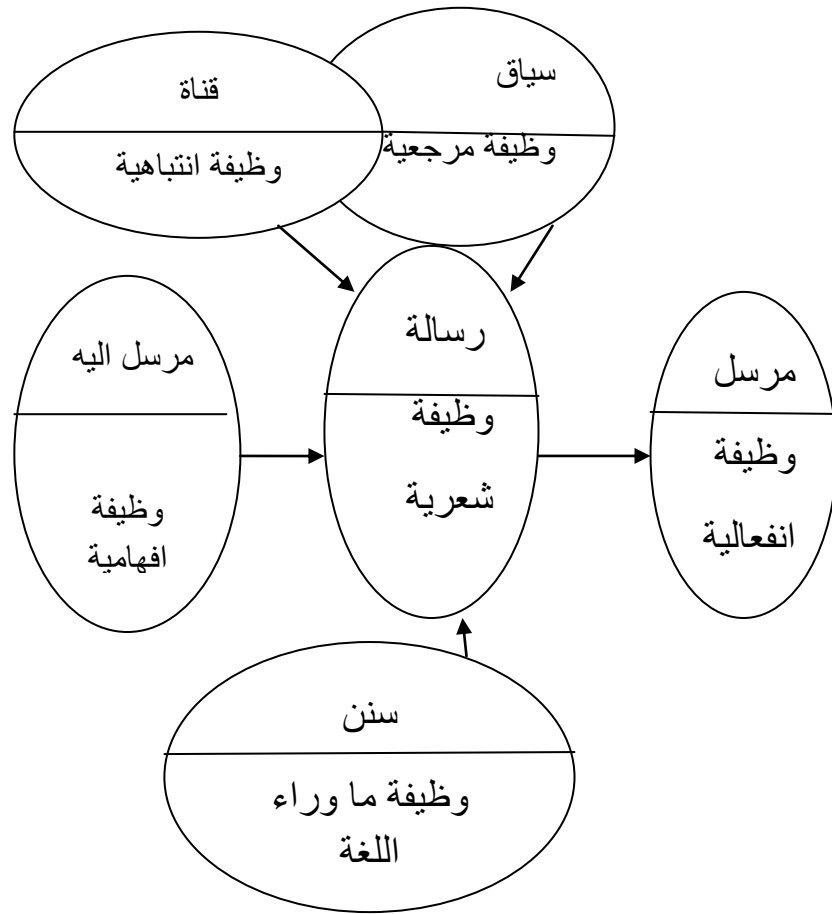 سياق
وظيفة مرجعية
قناة
وظيفة انتباهية
مرسل
وظيفة
انفعالية
رسالة
وظيفة
شعرية
مرسل اليه
وظيفة
افهامية
سنن
وظيفة ما وراء
اللغة